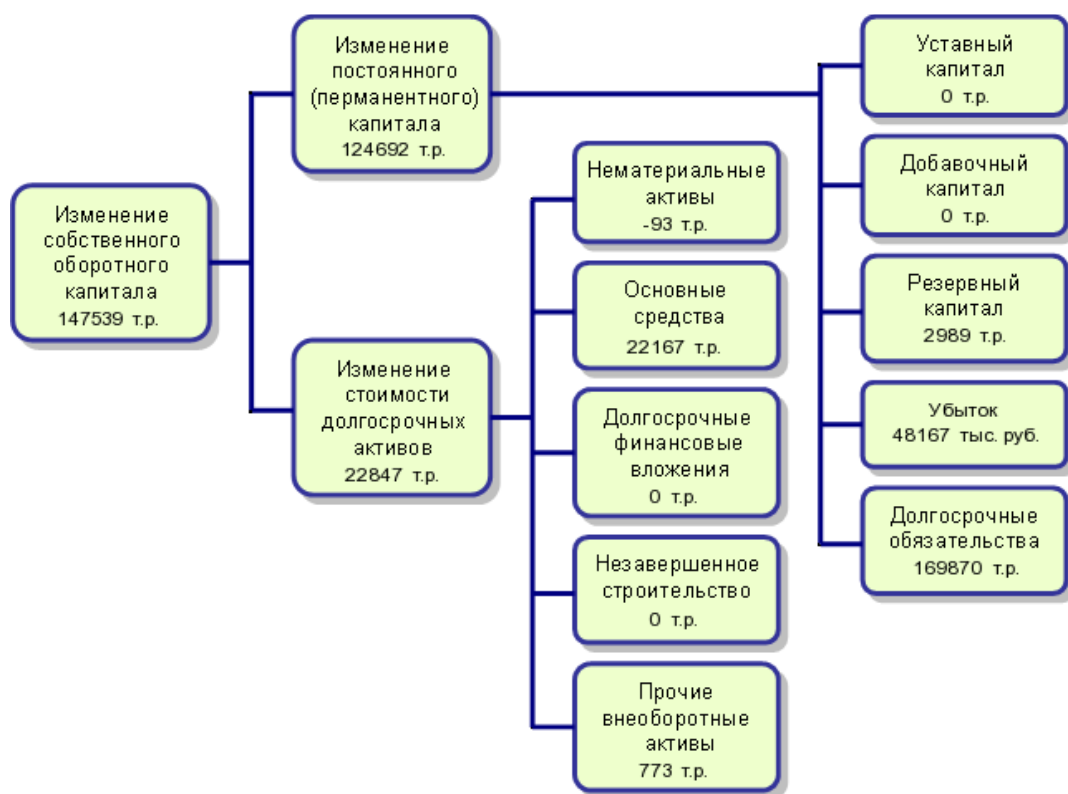 Изменение
собственного
оборотного
капитала
147539 т.р.
Изменение
постоянного
(перманентного)
капитала
124692 т.р.
Изменение
стоимости
долгосрочных
активов
22847 т.р.
Нематериальные
активы
-93 т.р.
Основные
средства
22167 т.р.
Долгосрочные
финансовые
вложения
0 т.р.
Незавершенное
строительство
0 т.р.
Прочие
внеоборотные
активы
773 т.р.
Уставный
капитал
0 т.р.
Добавочный
капитал
0 т.р.
Резервный
капитал
2989 т.р.
Убыток
48167 тыс. руб.
Долгосрочные
обязательства
169870 т.р.